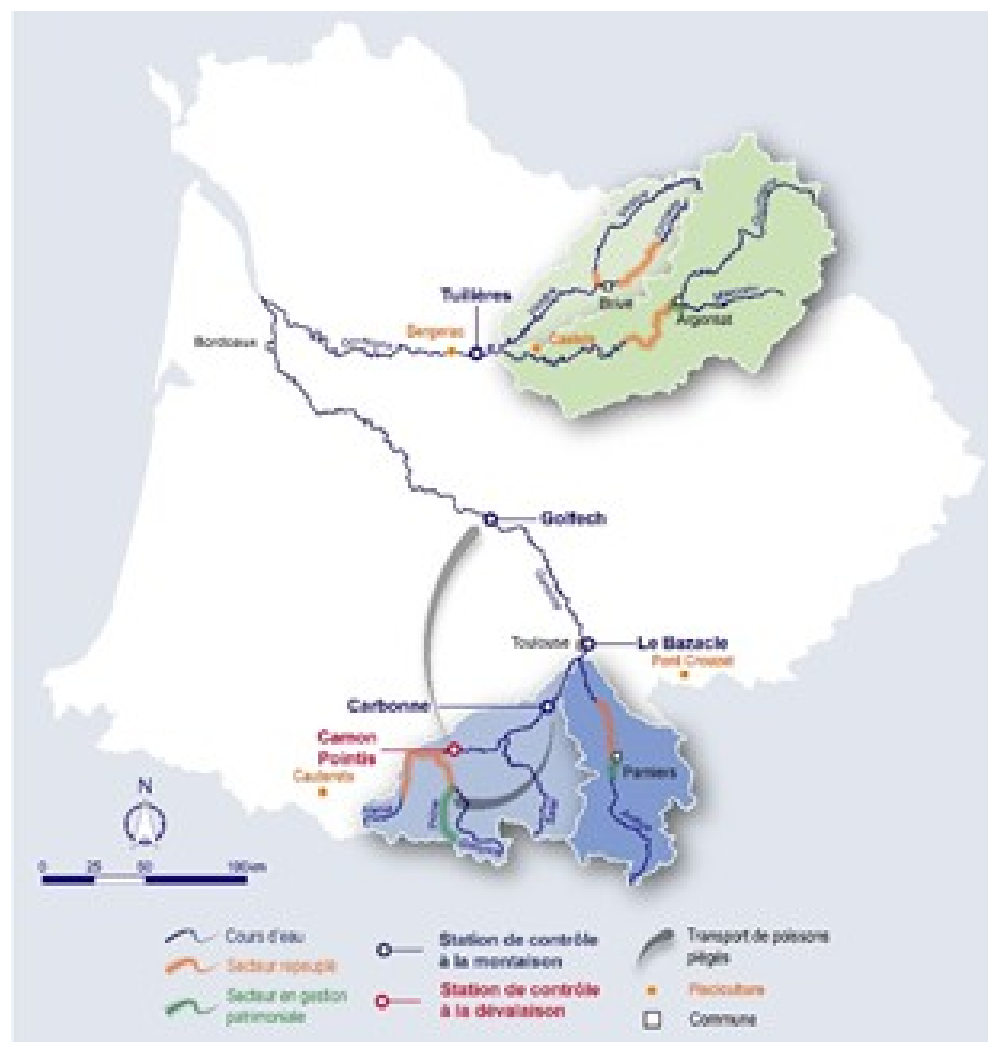 Tuilières
Bergerac
Castels
Brive
Argentat
Bordeaux
Golfech
Garonne
Toulouse
Le Bazacle
Pont Crouzet
Carbonne
Camon
Pointis
Cauterets
Pamiers
N
0 25 50 100km
Cours d'eau
Secteur repeuplé
Secteur en gestion
patrimoniale
Station de contrôle
à la montaison
Station de contrôle
à la dévalaison
Transport de poissons
piégés
Pisciculture
Commune